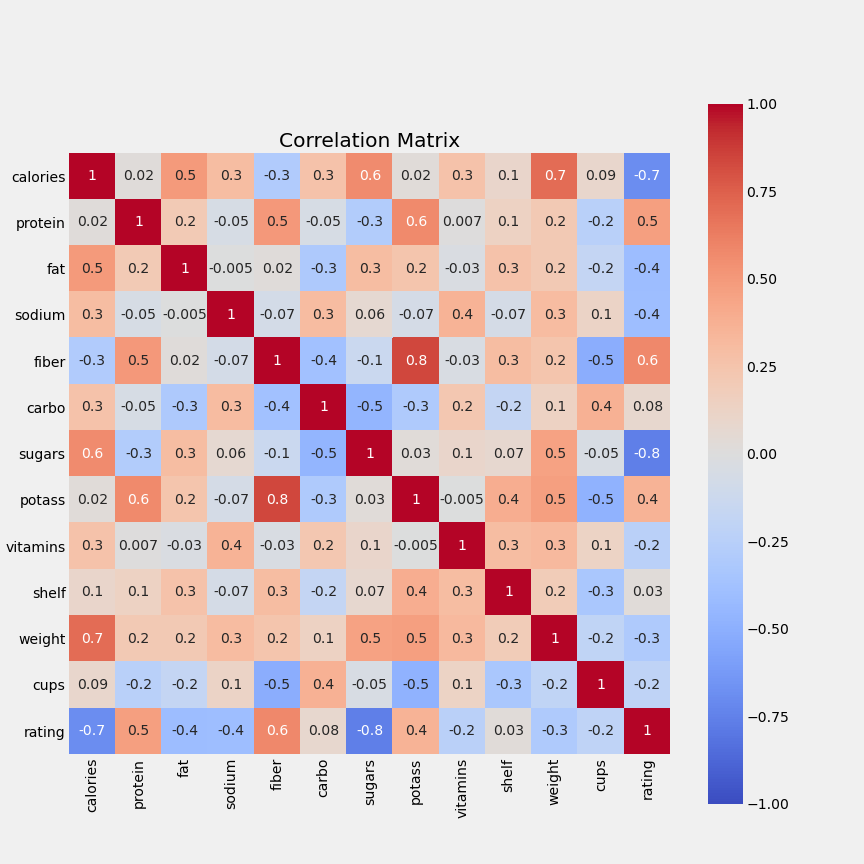 Correlation Matrix
calories 1 0.02 0.5 0.3 -0.3 0.3 0.6 0.02 0.3 0.1 0.7 0.09 -0.7
protein 0.02 1 0.2 -0.05 0.5 -0.05 -0.3 0.6 0.007 0.1 0.2 -0.2 0.5
fat 0.5 0.2 1 -0.005 0.02 -0.3 0.3 0.2 -0.03 0.3 0.2 -0.2 -0.4
sodium 0.3 -0.05 -0.005 1 -0.07 0.3 0.06 -0.07 0.4 -0.07 0.3 0.1 -0.4
fiber -0.3 0.5 0.02 -0.07 1 -0.4 -0.1 0.8 -0.03 0.3 0.2 -0.5 0.6
carbo 0.3 -0.05 -0.3 0.3 -0.4 1 -0.5 -0.3 0.2 -0.2 0.1 0.4 0.08
sugars 0.6 -0.3 0.3 0.06 -0.1 -0.5 1 0.03 0.1 0.07 0.5 -0.05 -0.8
potass 0.02 0.6 0.2 -0.07 0.8 -0.3 0.03 1 -0.005 0.4 0.5 -0.5 0.4
vitamins 0.3 0.007 -0.03 0.4 -0.03 0.2 0.1 -0.005 1 0.3 0.3 0.1 -0.2
shelf 0.1 0.1 0.3 -0.07 0.3 -0.2 0.07 0.4 0.3 1 0.2 -0.3 0.03
weight 0.7 0.2 0.2 0.3 0.2 0.1 0.5 0.5 0.3 0.2 1 -0.2 -0.3
cups 0.09 -0.2 -0.2 0.1 -0.5 0.4 -0.05 -0.5 0.1 -0.3 -0.2 1 -0.2
rating -0.7 0.5 -0.4 -0.4 0.6 0.08 -0.8 0.4 -0.2 0.03 -0.3 -0.2 1
calories protein fat sodium fiber carbo sugars potass vitamins shelf weight cups rating
1.00
0.75
0.50
0.25
0.00
−0.25
−0.50
−0.75
−1.00